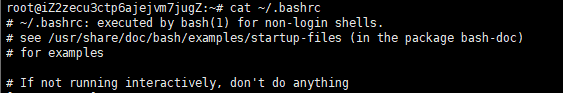 root@iZ2zecu3ctp6ajejvm7jugZ:~# cat ~/.bashrc
# ~/.bashrc: executed by bash(1) for non-login shells.
# see /usr/share/doc/bash/examples/startup-files (in the package bash-doc)
# for examples
# If not running interactively, don't do anything